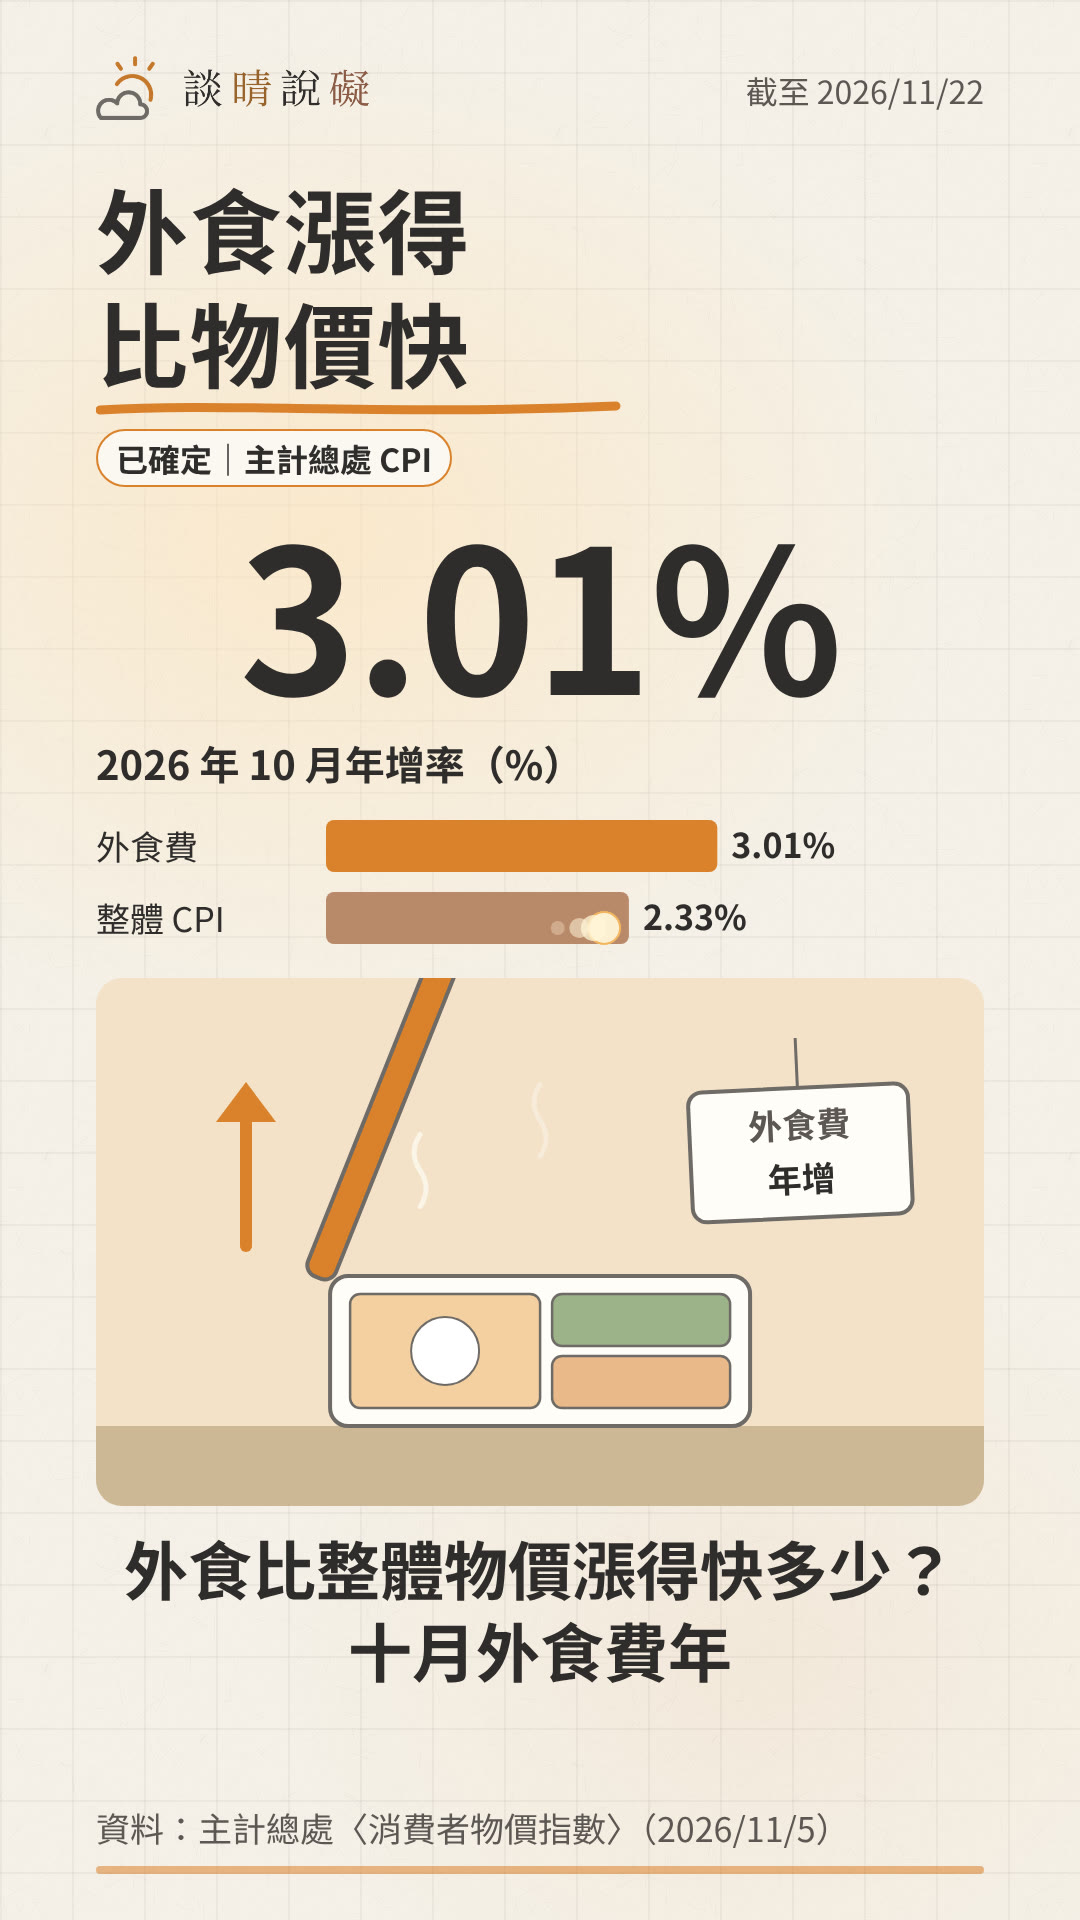 談晴說礙
截至 2026/11/22
外食漲得
比物價快
已確定｜主計總處 CPI
3.01%
2026 年 10 月年增率（%）
外食費 3.01%
整體 CPI 2.33%
外食費
年增
外食比整體物價漲得快多少？
十月外食費年
資料：主計總處〈消費者物價指數〉（2026/11/5）